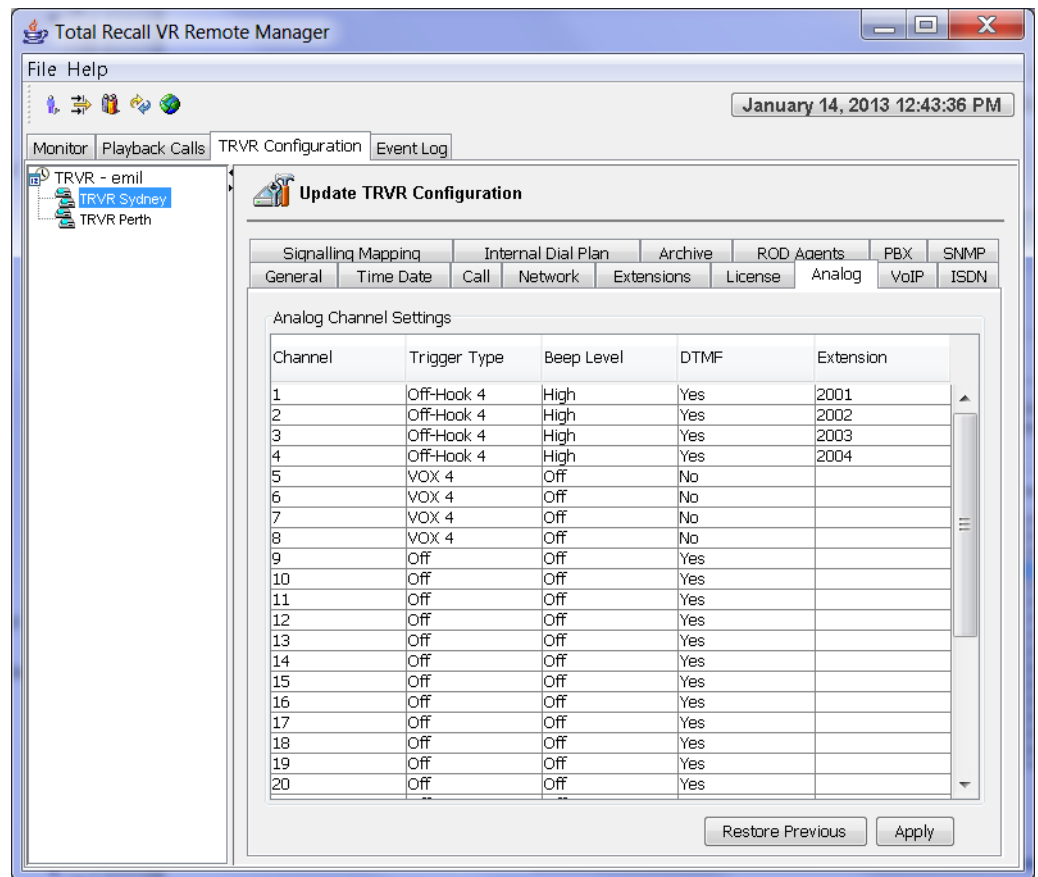 Total Recall VR Remote Manager
File Help
January 14, 2013 12:43:36 PM
Monitor Playback Calls TRVR Configuration Event Log
TRVR - emil
TRVR Sydney
TRVR Perth
Update TRVR Configuration
Signalling Mapping Internal Dial Plan Archive ROD Agents PBX SNMP
General Time Date Call Network Extensions License Analog VoIP ISDN
Analog Channel Settings
Channel Trigger Type Beep Level DTMF Extension
1 Off-Hook 4 High Yes 2001
2 Off-Hook 4 High Yes 2002
3 Off-Hook 4 High Yes 2003
4 Off-Hook 4 High Yes 2004
5 VOX 4 Off No
6 VOX 4 Off No
7 VOX 4 Off No
8 VOX 4 Off No
9 Off Off Yes
10 Off Off Yes
11 Off Off Yes
12 Off Off Yes
13 Off Off Yes
14 Off Off Yes
15 Off Off Yes
16 Off Off Yes
17 Off Off Yes
18 Off Off Yes
19 Off Off Yes
20 Off Off Yes
Restore Previous Apply